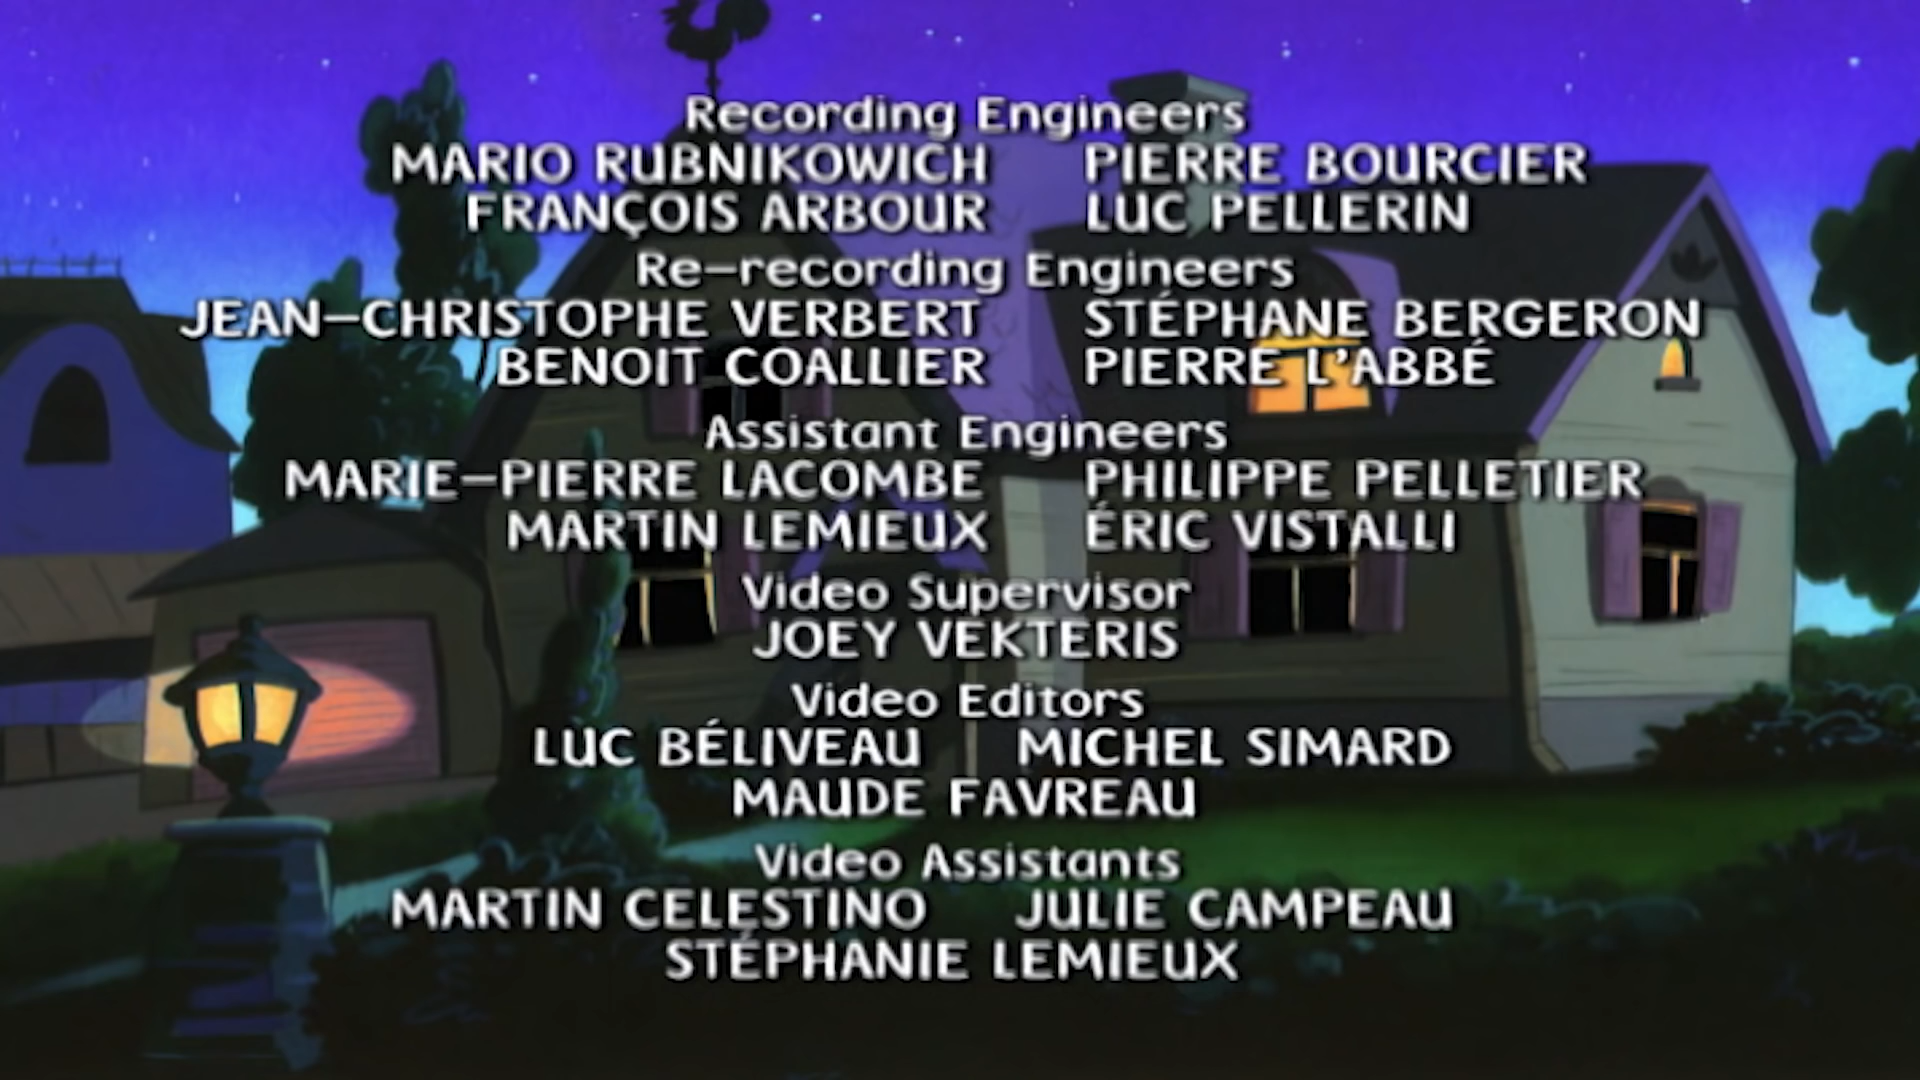 Recording Engineers
MARIO RUBNIKOWICH PIERRE BOURCIER
FRANÇOIS ARBOUR LUC PELLERIN
Re-recording Engineers
JEAN-CHRISTOPHE VERBERT STÉPHANE BERGERON
BENOIT COALLIER PIERRE L'ABBÉ
Assistant Engineers
MARIE-PIERRE LACOMBE PHILIPPE PELLETIER
MARTIN LEMIEUX ÉRIC VISTALLI
Video Supervisor
JOEY VEKTERIS
Video Editors
LUC BÉLIVEAU MICHEL SIMARD
MAUDE FAVREAU
Video Assistants
MARTIN CELESTINO JULIE CAMPEAU
STÉPHANIE LEMIEUX